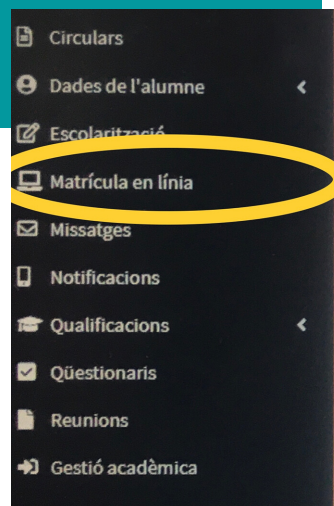 Circulars
Dades de l'alumne
Escolarització
Matrícula en línia
Missatges
Notificacions
Qualificacions
Qüestionaris
Reunions
Gestió acadèmica